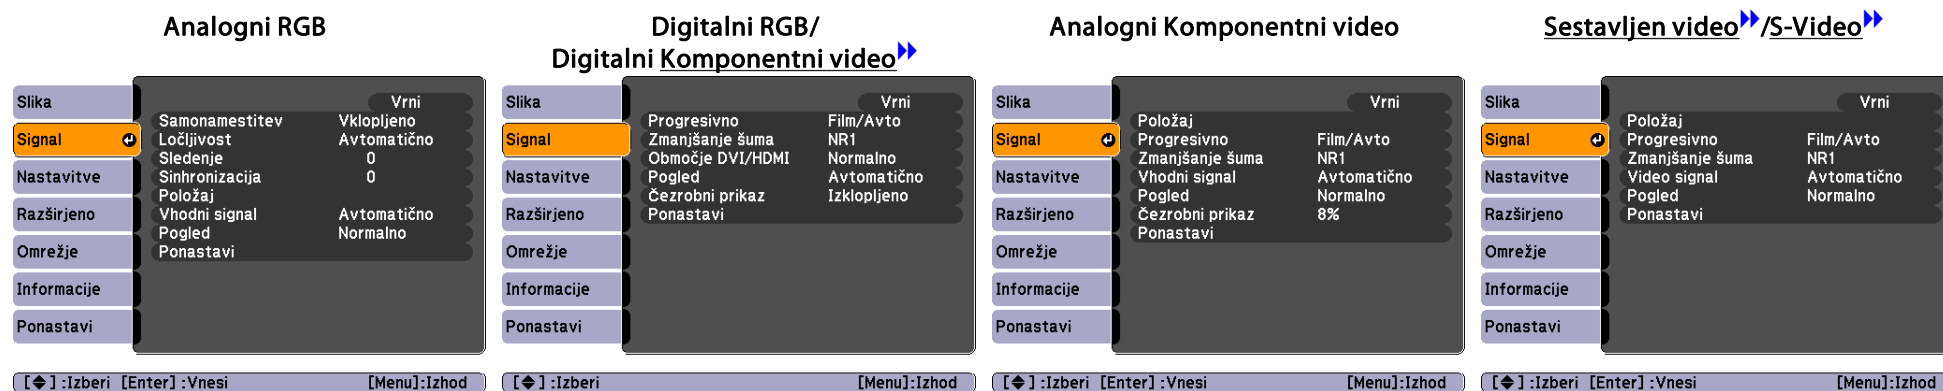 Analogni RGB
Slika
Signal
Nastavitve
Razširjeno
Omrežje
Informacije
Ponastavi
Vrni
Samonamestitev Vklopljeno
Ločljivost Avtomatično
Sledenje 0
Sinhronizacija 0
Položaj
Vhodni signal Avtomatično
Pogled Normalno
Ponastavi
[ ] :Izberi [Enter] :Vnesi [Menu]:Izhod
Digitalni RGB/
Digitalni Komponentni video
Slika
Signal
Nastavitve
Razširjeno
Omrežje
Informacije
Ponastavi
Vrni
Progresivno Film/Avto
Zmanjšanje šuma NR1
Območje DVI/HDMI Normalno
Pogled Avtomatično
Čezrobni prikaz Izklopljeno
Ponastavi
[ ] :Izberi [Menu]:Izhod
Analogni Komponentni video
Slika
Signal
Nastavitve
Razširjeno
Omrežje
Informacije
Ponastavi
Vrni
Položaj
Progresivno Film/Avto
Zmanjšanje šuma NR1
Vhodni signal Avtomatično
Pogled Normalno
Čezrobni prikaz 8%
Ponastavi
[ ] :Izberi [Enter] :Vnesi [Menu]:Izhod
Sestavljen video/S-Video
Slika
Signal
Nastavitve
Razširjeno
Omrežje
Informacije
Ponastavi
Vrni
Položaj
Progresivno Film/Avto
Zmanjšanje šuma NR1
Video signal Avtomatično
Pogled Normalno
Ponastavi
[ ] :Izberi [Enter] :Vnesi [Menu]:Izhod